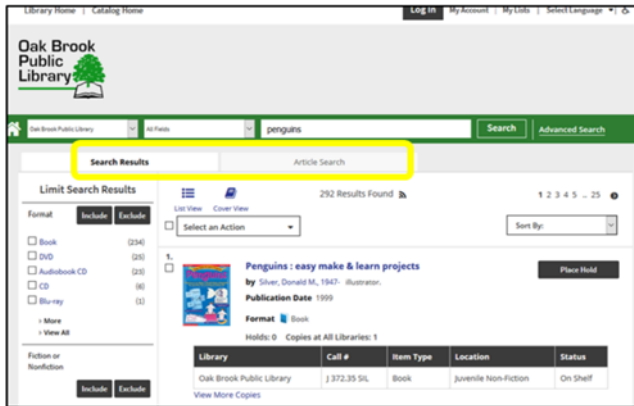 Library Home | Catalog Home
Log In My Account | My Lists | Select Language
Oak Brook
Public
Library
Oak Brook Public Library All Fields penguins Search Advanced Search
Search Results Article Search
Limit Search Results
292 Results Found
1 2 3 4 5 .. 25
List View Cover View
Format Include Exclude
Select an Action
Sort By:
Book (234)
DVD (25)
Audiobook CD (23)
CD (6)
Blu-ray (1)
› More
› View All
Fiction or
Nonfiction
Include Exclude
1.
Penguins : easy make & learn projects
Place Hold
by Silver, Donald M., 1947- illustrator.
Publication Date 1999
Format Book
Holds: 0 Copies at All Libraries: 1
Library Call # Item Type Location Status
Oak Brook Public Library J 372.35 SIL Book Juvenile Non-Fiction On Shelf
View More Copies